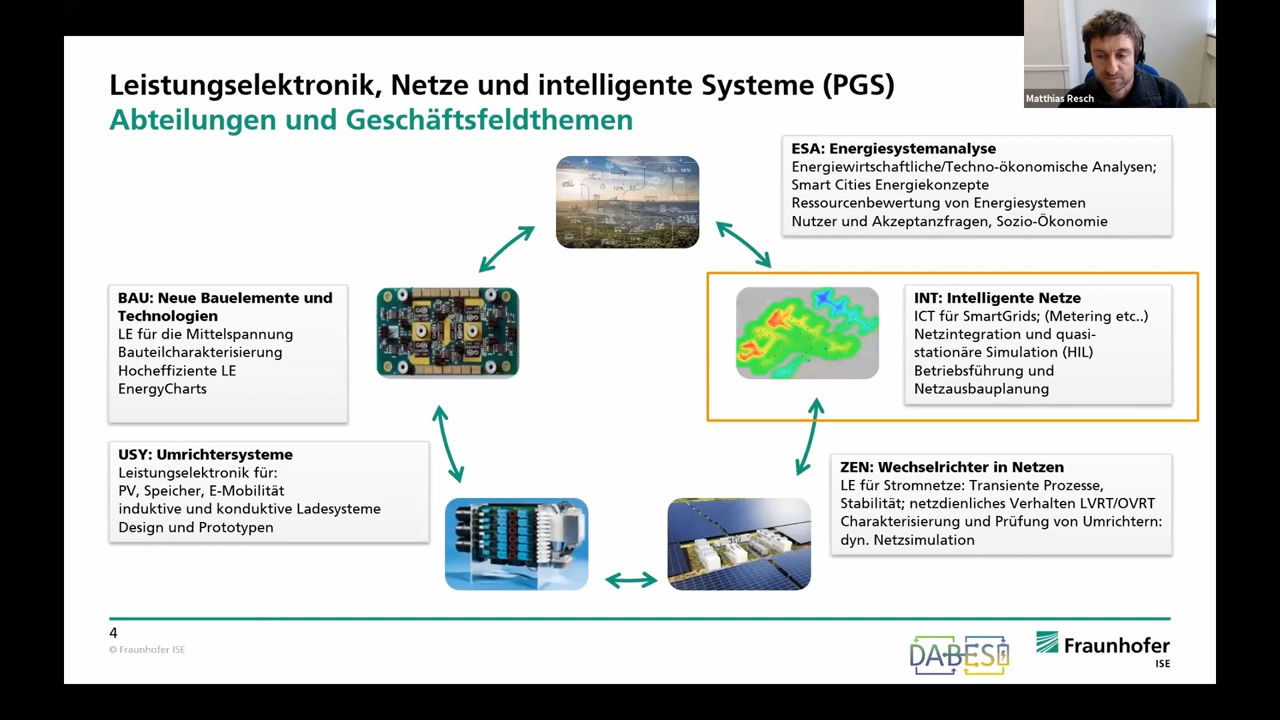 Leistungselektronik, Netze und intelligente Systeme (PGS)
Abteilungen und Geschäftsfeldthemen
Matthias Resch
ESA: Energiesystemanalyse
Energiewirtschaftliche/Techno-ökonomische Analysen;
Smart Cities Energiekonzepte
Ressourcenbewertung von Energiesystemen
Nutzer und Akzeptanzfragen, Sozio-Ökonomie
BAU: Neue Bauelemente und
Technologien
LE für die Mittelspannung
Bauteilcharakterisierung
Hocheffiziente LE
EnergyCharts
INT: Intelligente Netze
ICT für SmartGrids; (Metering etc..)
Netzintegration und quasi-
stationäre Simulation (HIL)
Betriebsführung und
Netzausbauplanung
USY: Umrichtersysteme
Leistungselektronik für:
PV, Speicher, E-Mobilität
induktive und konduktive Ladesysteme
Design und Prototypen
ZEN: Wechselrichter in Netzen
LE für Stromnetze: Transiente Prozesse,
Stabilität; netzdienliches Verhalten LVRT/OVRT
Charakterisierung und Prüfung von Umrichtern:
dyn. Netzsimulation
4
© Fraunhofer ISE
DABESI
Fraunhofer
ISE